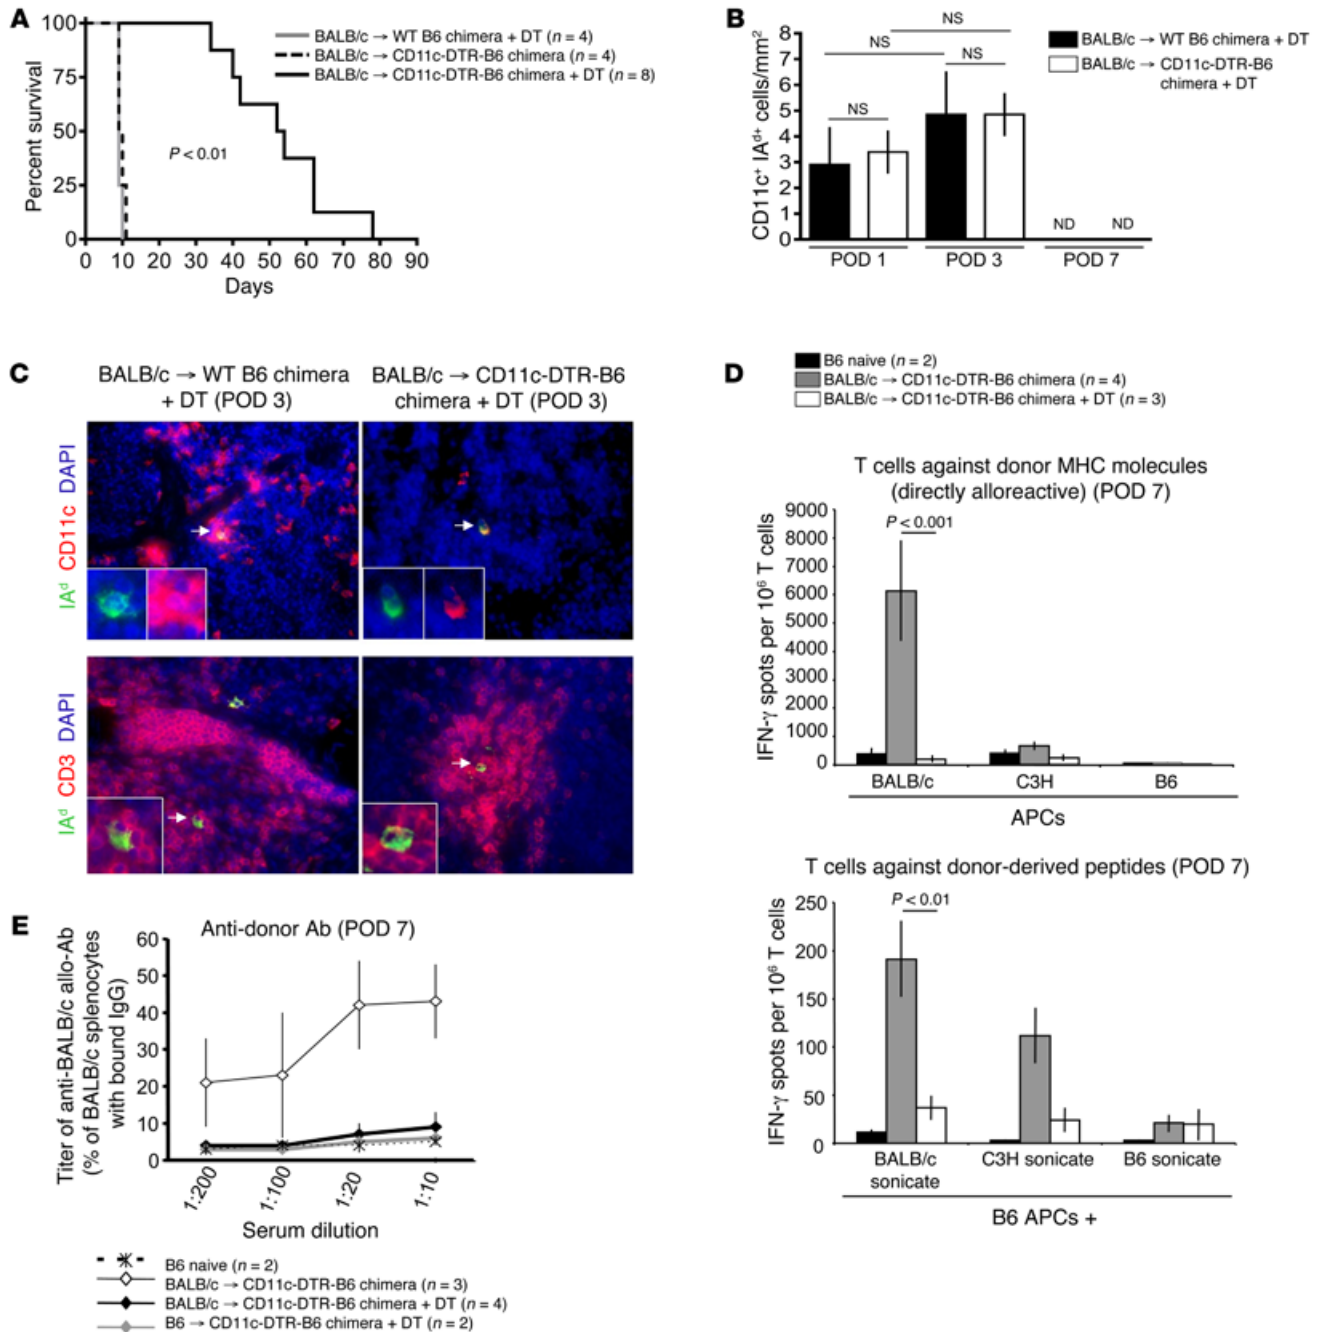 A
100
75
50
25
0
Percent survival
P < 0.01
0 10 20 30 40 50 60 70 80 90
Days
BALB/c → WT B6 chimera + DT (n = 4)
BALB/c → CD11c-DTR-B6 chimera (n = 4)
BALB/c → CD11c-DTR-B6 chimera + DT (n = 8)
B
8
7
6
5
4
3
2
1
0
CD11c⁺ IAᵈ⁺ cells/mm²
NS
NS
NS
NS
ND ND
POD 1 POD 3 POD 7
BALB/c → WT B6 chimera + DT
BALB/c → CD11c-DTR-B6
chimera + DT
C
BALB/c → WT B6 chimera
+ DT (POD 3)
BALB/c → CD11c-DTR-B6
chimera + DT (POD 3)
IAᵈ CD11c DAPI
IAᵈ CD3 DAPI
D
B6 naive (n = 2)
BALB/c → CD11c-DTR-B6 chimera (n = 4)
BALB/c → CD11c-DTR-B6 chimera + DT (n = 3)
T cells against donor MHC molecules
(directly alloreactive) (POD 7)
9000
8000
7000
6000
5000
4000
3000
2000
1000
0
IFN-γ spots per 10⁶ T cells
P < 0.001
BALB/c C3H B6
APCs
T cells against donor-derived peptides (POD 7)
250
200
150
100
50
0
IFN-γ spots per 10⁶ T cells
P < 0.01
BALB/c
sonicate
C3H sonicate
B6 sonicate
B6 APCs +
E
Anti-donor Ab (POD 7)
60
50
40
30
20
10
0
Titer of anti-BALB/c allo-Ab
(% of BALB/c splenocytes
with bound IgG)
1:200 1:100 1:20 1:10
Serum dilution
B6 naive (n = 2)
BALB/c → CD11c-DTR-B6 chimera (n = 3)
BALB/c → CD11c-DTR-B6 chimera + DT (n = 4)
B6 → CD11c-DTR-B6 chimera + DT (n = 2)